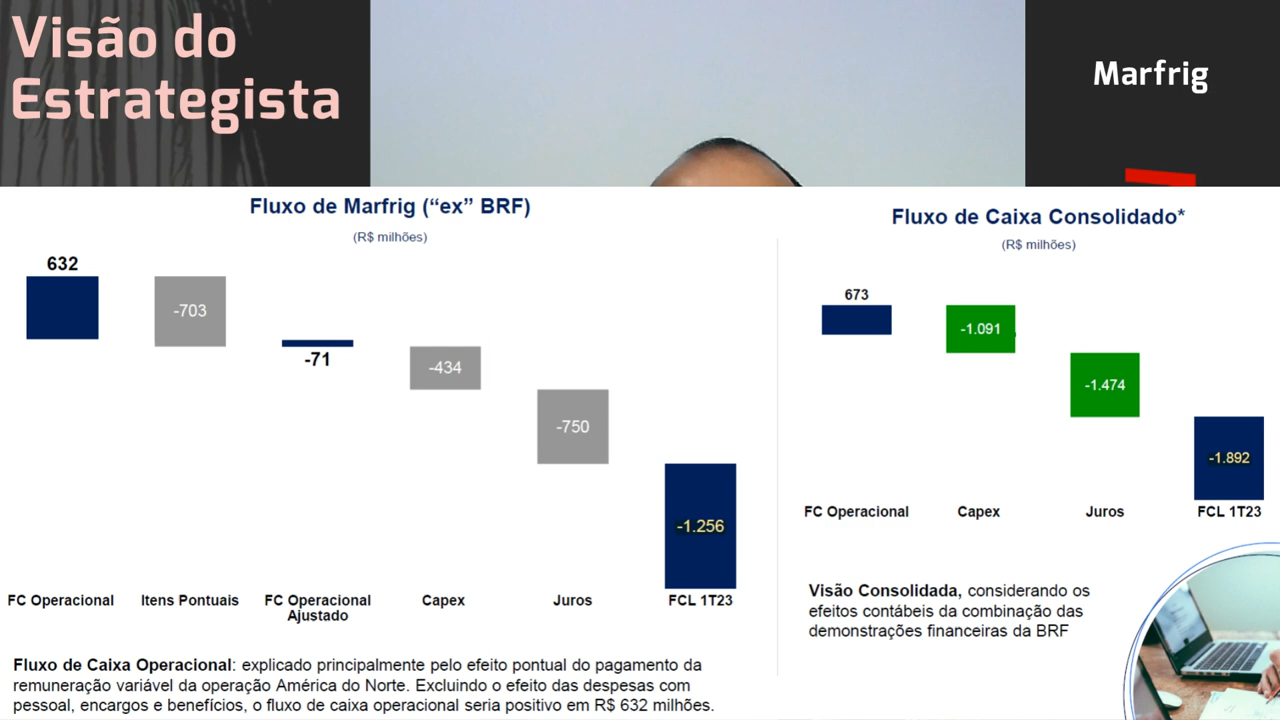 Visão do
Estrategista
Marfrig
Fluxo de Marfrig (“ex” BRF)
(R$ milhões)
632
-703
-71
-434
-750
-1.256
FC Operacional
Itens Pontuais
FC Operacional
Ajustado
Capex
Juros
FCL 1T23
Fluxo de Caixa Operacional: explicado principalmente pelo efeito pontual do pagamento da
remuneração variável da operação América do Norte. Excluindo o efeito das despesas com
pessoal, encargos e benefícios, o fluxo de caixa operacional seria positivo em R$ 632 milhões.
Fluxo de Caixa Consolidado*
(R$ milhões)
673
-1.091
-1.474
-1.892
FC Operacional
Capex
Juros
FCL 1T23
Visão Consolidada, considerando os
efeitos contábeis da combinação das
demonstrações financeiras da BRF